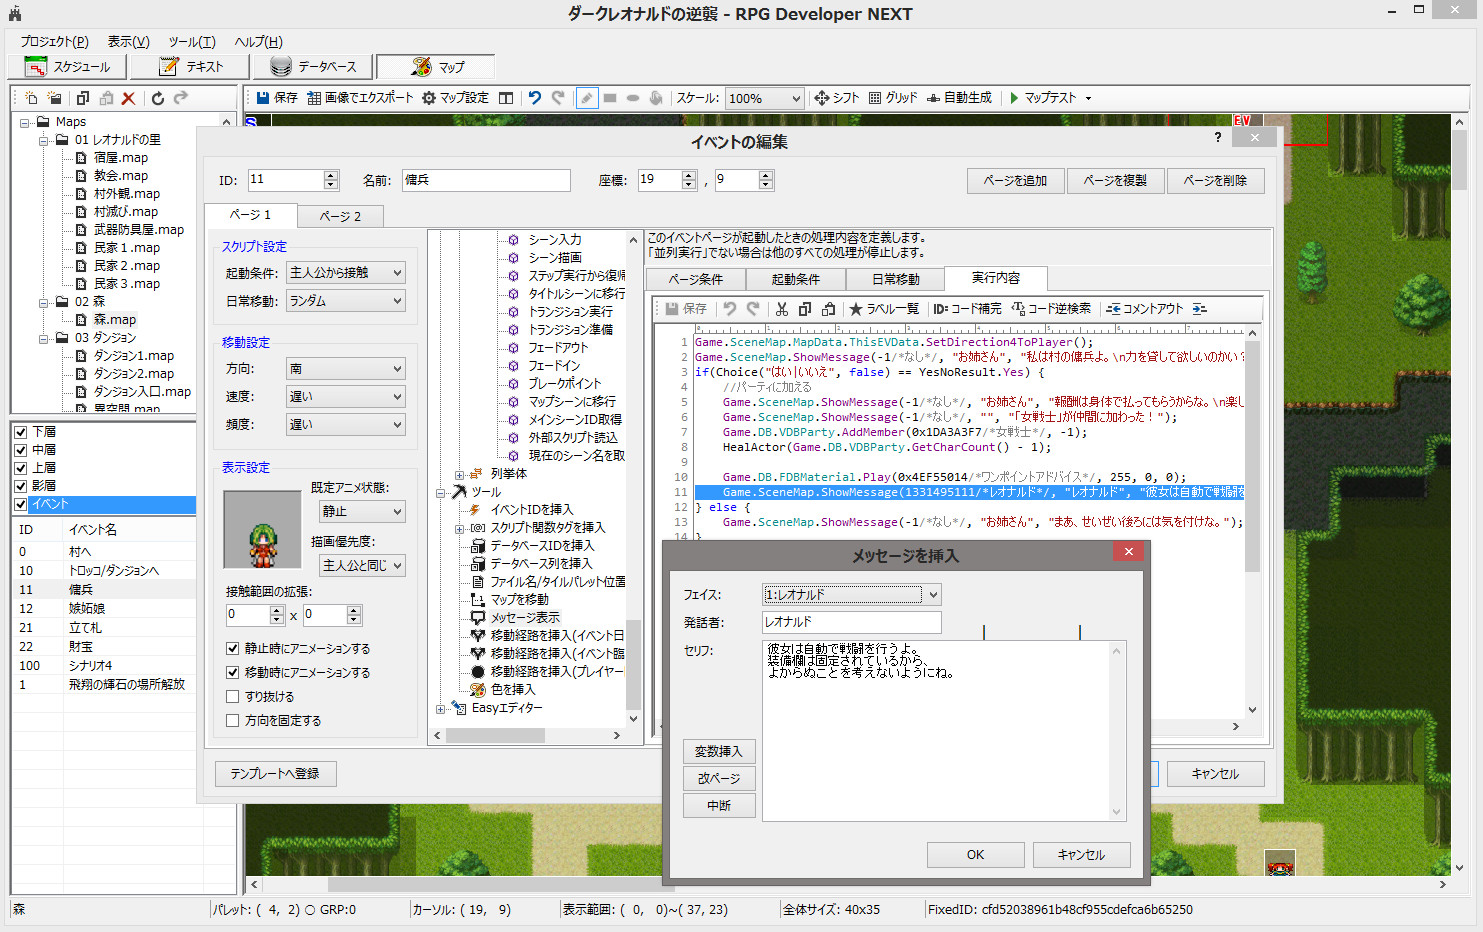 ダークレオナルドの逆襲 - RPG Developer NEXT
プロジェクト(P) 表示(V) ツール(T) ヘルプ(H)
スケジュール テキスト データベース マップ
保存 画像でエクスポート マップ設定 スケール: 100% シフト グリッド 自動生成 マップテスト
Maps
01 レオナルドの里
宿屋.map
教会.map
村外観.map
村滅び.map
武器防具屋.map
民家1.map
民家2.map
民家3.map
02 森
森.map
03 ダンジョン
ダンジョン1.map
ダンジョン2.map
ダンジョン入口.map
異空間.map
下層
中層
上層
影層
イベント
ID イベント名
0 村へ
10 トロッコ/ダンジョンへ
11 傭兵
12 嫉妬娘
21 立て札
22 財宝
100 シナリオ4
1 飛翔の輝石の場所解放
S
EV
イベントの編集
? ×
ID: 11 名前: 傭兵 座標: 19 , 9 ページを追加 ページを複製 ページを削除
ページ 1 ページ 2
スクリプト設定
起動条件: 主人公から接触
日常移動: ランダム
移動設定
方向: 南
速度: 遅い
頻度: 遅い
表示設定
既定アニメ状態:
静止
描画優先度:
主人公と同じ
接触範囲の拡張:
0 x 0
静止時にアニメーションする
移動時にアニメーションする
すり抜ける
方向を固定する
テンプレートへ登録
シーン入力
シーン描画
ステップ実行から復帰
タイトルシーンに移行
トランジション実行
トランジション準備
フェードアウト
フェードイン
ブレークポイント
マップシーンに移行
メインシーンID取得
外部スクリプト読込
現在のシーン名を取
列挙体
ツール
イベントIDを挿入
スクリプト関数タグを挿入
データベースIDを挿入
データベース列を挿入
ファイル名/タイルパレット位置
マップを移動
メッセージ表示
移動経路を挿入(イベント日
移動経路を挿入(イベント臨
移動経路を挿入(プレイヤー
色を挿入
Easyエディター
このイベントページが起動したときの処理内容を定義します。
「並列実行」でない場合は他のすべての処理が停止します。
ページ条件 起動条件 日常移動 実行内容
保存 ラベル一覧 ID= コード補完 コード逆検索 コメントアウト
0 1 2 3 4 5 6 7
1 Game.SceneMap.MapData.ThisEVData.SetDirection4ToPlayer();
2 Game.SceneMap.ShowMessage(-1/*なし*/, "お姉さん", "私は村の傭兵よ。\n力を貸して欲しいのかい？
3 if(Choice("はい|いいえ", false) == YesNoResult.Yes) {
4 //パーティに加える
5 Game.SceneMap.ShowMessage(-1/*なし*/, "お姉さん", "報酬は身体で払ってもらうからな。\n楽し
6 Game.SceneMap.ShowMessage(-1/*なし*/, "", "「女戦士」が仲間に加わった！");
7 Game.DB.VDBParty.AddMember(0x1DA3A3F7/*女戦士*/, -1);
8 HealActor(Game.DB.VDBParty.GetCharCount() - 1);
9
10 Game.DB.FDBMaterial.Play(0x4EF55014/*ワンポイントアドバイス*/, 255, 0, 0);
11 Game.SceneMap.ShowMessage(1331495111/*レオナルド*/, "レオナルド", "彼女は自動で戦闘を
12 } else {
13 Game.SceneMap.ShowMessage(-1/*なし*/, "お姉さん", "まあ、せいぜい後ろには気を付けな。");
14 }
キャンセル
メッセージを挿入
×
フェイス: 1:レオナルド
発話者: レオナルド
セリフ: 彼女は自動で戦闘を行うよ。
装備欄は固定されているから、
よからぬことを考えないようにね。
変数挿入
改ページ
中断
OK キャンセル
森 パレット: ( 4, 2) ○ GRP:0 カーソル: ( 19, 9) 表示範囲: ( 0, 0)~( 37, 23) 全体サイズ: 40x35 FixedID: cfd52038961b48cf955cdefca6b65250